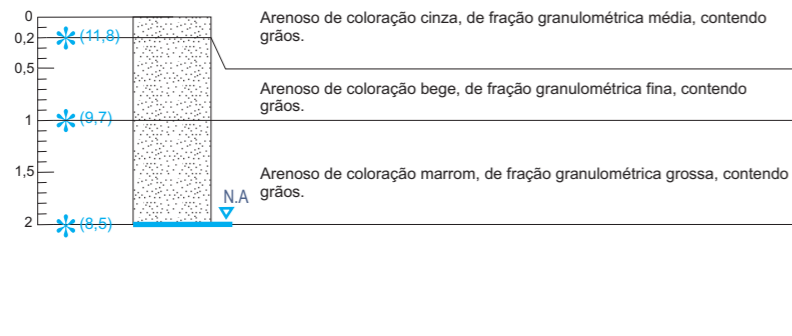 0
Arenoso de coloração cinza, de fração granulométrica média, contendo
grãos.
0,2
(11,8)
0,5
Arenoso de coloração bege, de fração granulométrica fina, contendo
grãos.
1
(9,7)
1,5
Arenoso de coloração marrom, de fração granulométrica grossa, contendo
grãos.
N.A
2
(8,5)